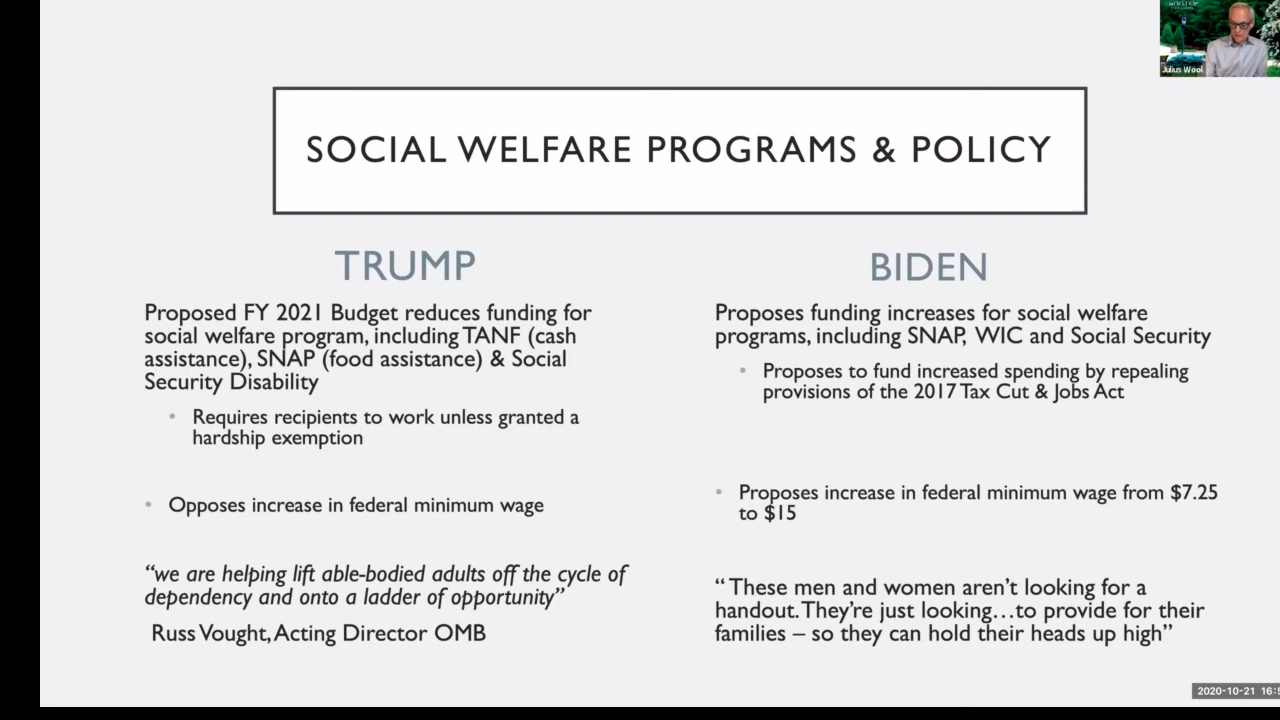 Julius Wool
SOCIAL WELFARE PROGRAMS & POLICY
TRUMP
Proposed FY 2021 Budget reduces funding for
social welfare program, including TANF (cash
assistance), SNAP (food assistance) & Social
Security Disability
• Requires recipients to work unless granted a
hardship exemption
• Opposes increase in federal minimum wage
“we are helping lift able-bodied adults off the cycle of
dependency and onto a ladder of opportunity”
Russ Vought, Acting Director OMB
BIDEN
Proposes funding increases for social welfare
programs, including SNAP, WIC and Social Security
• Proposes to fund increased spending by repealing
provisions of the 2017 Tax Cut & Jobs Act
• Proposes increase in federal minimum wage from $7.25
to $15
“ These men and women aren’t looking for a
handout. They’re just looking…to provide for their
families – so they can hold their heads up high”
2020-10-21 16:5